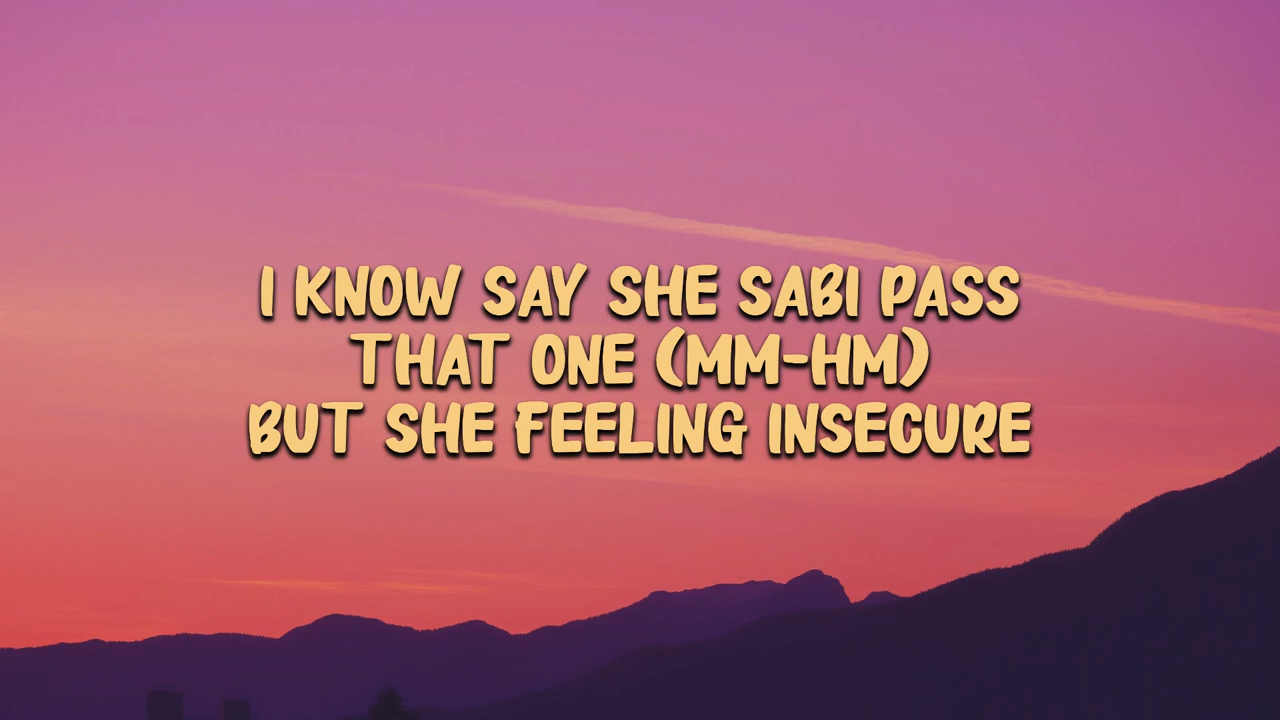 I KNOW SAY SHE SABI PASS
THAT ONE (MM-HM)
BUT SHE FEELING INSECURE